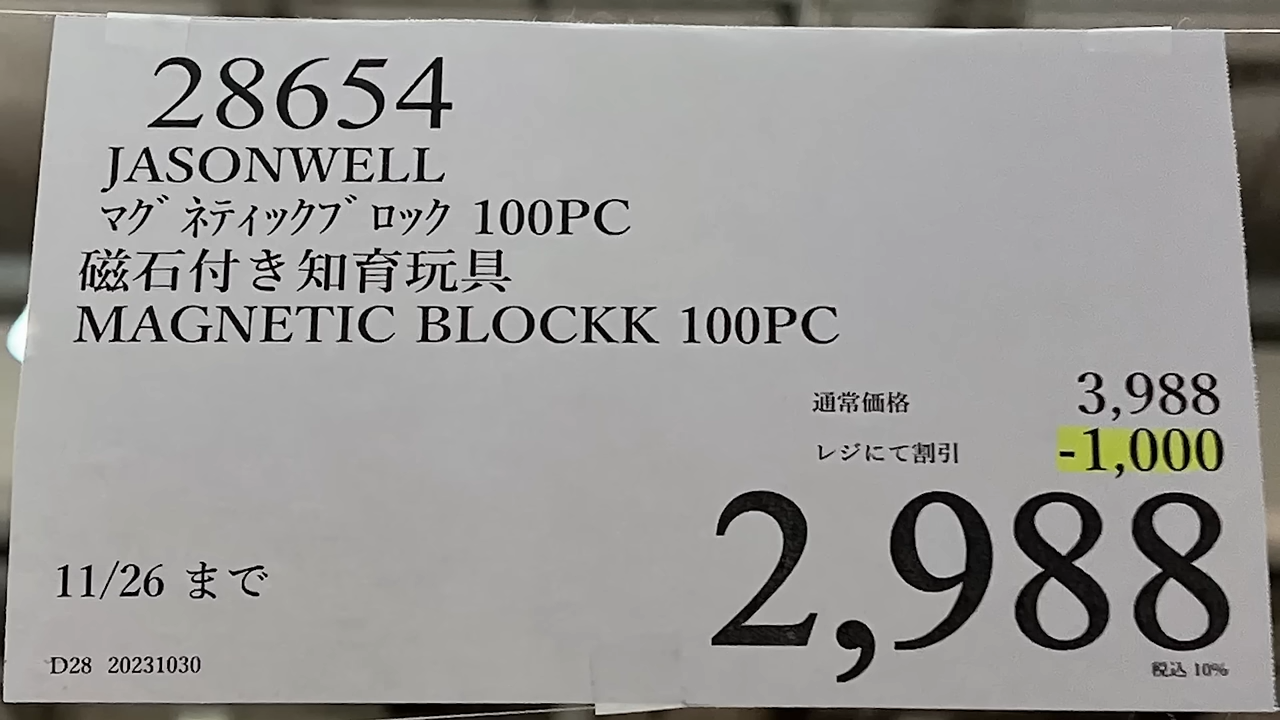 28654
JASONWELL
ﾏｸﾞﾈﾃｨｯｸﾌﾞﾛｯｸ 100PC
磁石付き知育玩具
MAGNETIC BLOCKK 100PC
通常価格 3,988
レジにて割引 -1,000
2,988
税込 10%
11/26 まで
D28 20231030